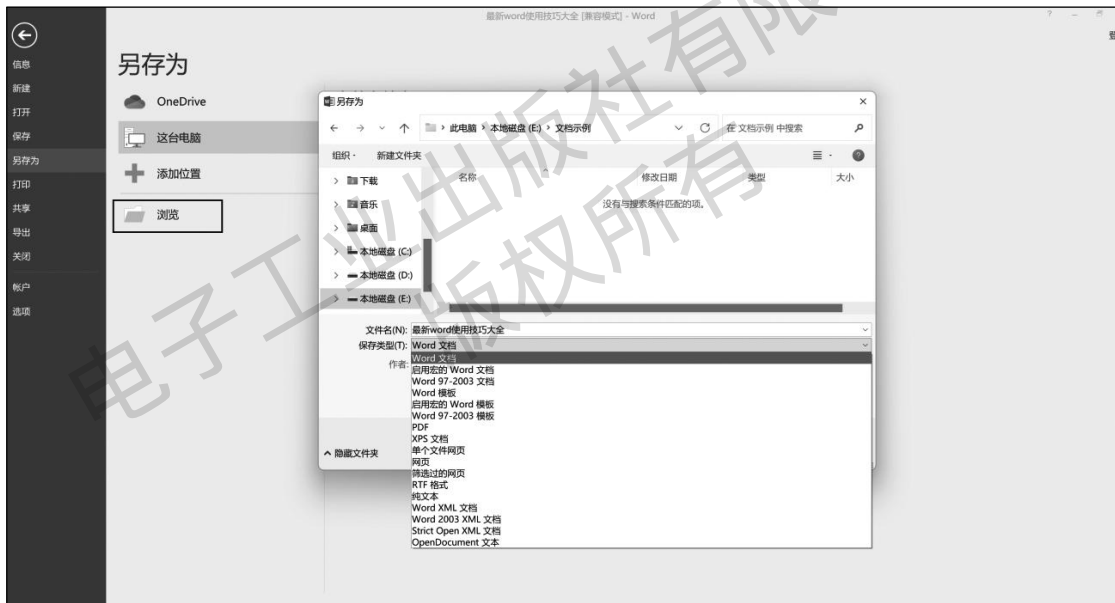 最新word使用技巧大全 [兼容模式] - Word
信息
新建
打开
保存
另存为
打印
共享
导出
关闭
帐户
选项
另存为
OneDrive
这台电脑
添加位置
浏览
另存为
此电脑 › 本地磁盘 (E:) › 文档示例
在 文档示例 中搜索
组织
新建文件夹
名称
修改日期
类型
大小
没有与搜索条件匹配的项。
下载
音乐
桌面
本地磁盘 (C:)
本地磁盘 (D:)
本地磁盘 (E:)
文件名(N): 最新word使用技巧大全
保存类型(T): Word 文档
作者:
Word 文档
启用宏的 Word 文档
Word 97-2003 文档
Word 模板
启用宏的 Word 模板
Word 97-2003 模板
PDF
XPS 文档
单个文件网页
网页
筛选过的网页
RTF 格式
纯文本
Word XML 文档
Word 2003 XML 文档
Strict Open XML 文档
OpenDocument 文本
隐藏文件夹
电子工业出版社有限
版权所有